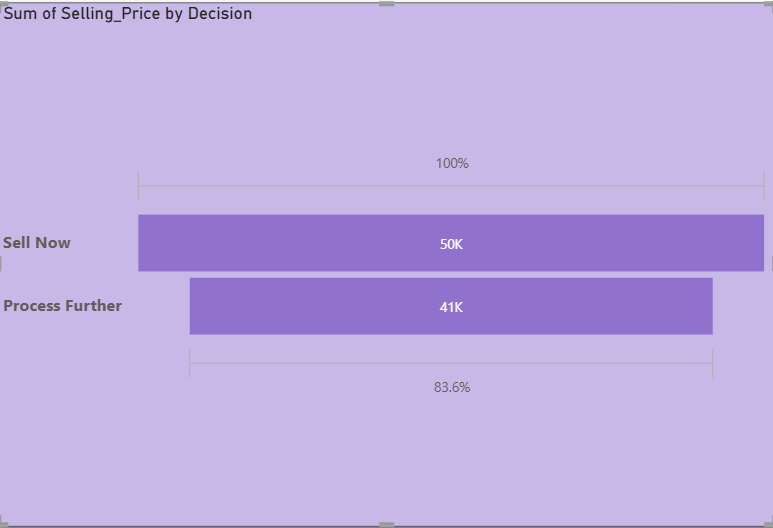 Sum of Selling_Price by Decision
100%
Sell Now
50K
Process Further
41K
83.6%